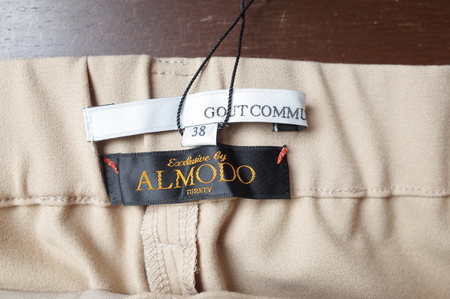 GOUT COMMU
38
Exclusive by
ALMODO
TURKEY